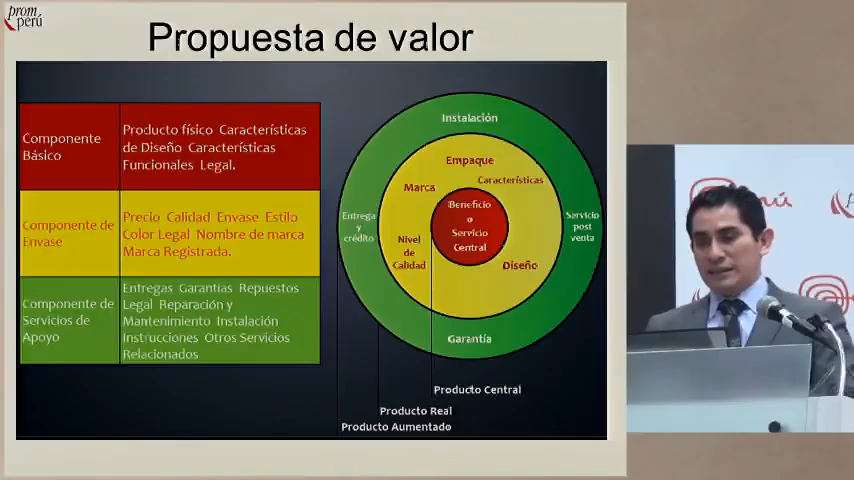 prom
perú
Propuesta de valor
Componente
Básico
Producto físico Características
de Diseño Características
Funcionales Legal.
Componente de
Envase
Precio Calidad Envase Estilo
Color Legal Nombre de marca
Marca Registrada.
Componente de
Servicios de
Apoyo
Entregas Garantías Repuestos
Legal Reparación y
Mantenimiento Instalación
Instrucciones Otros Servicios
Relacionados
Instalación
Empaque
Características
Marca
Beneficio
o
Servicio
Central
Entrega
y
crédito
Servicio
post
venta
Nivel
de
Calidad
Diseño
Garantía
Producto Central
Producto Real
Producto Aumentado